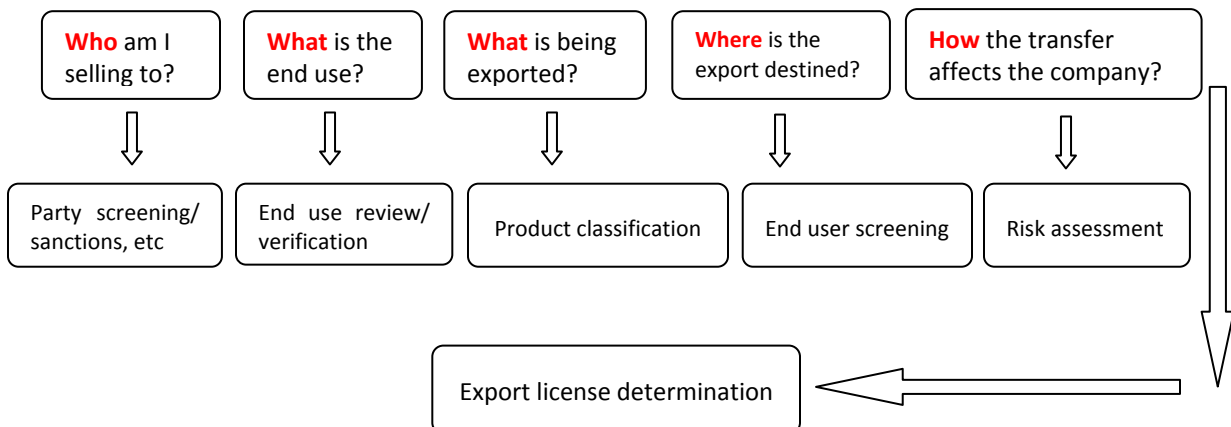 Who am I
selling to?
What is the
end use?
What is being
exported?
Where is the
export destined?
How the transfer
affects the company?
Party screening/
sanctions, etc
End use review/
verification
Product classification
End user screening
Risk assessment
Export license determination